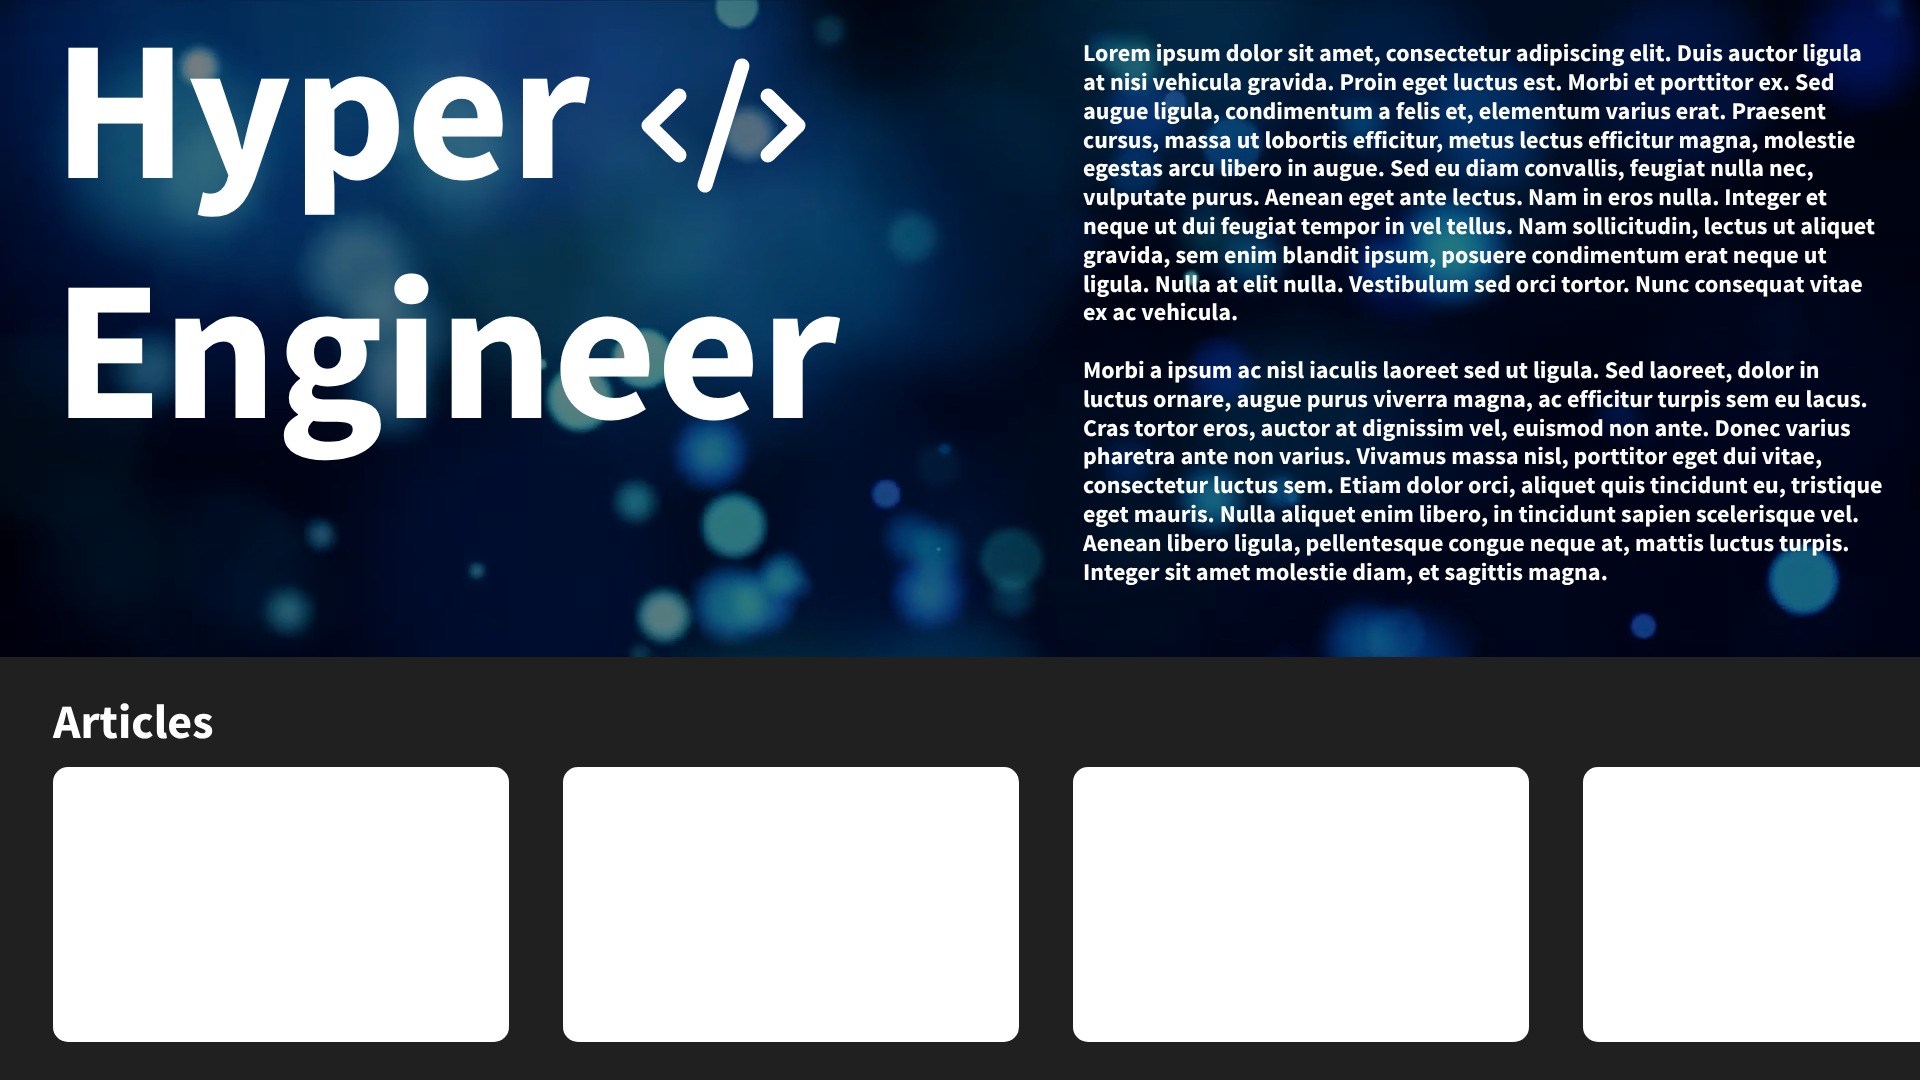 Hyper </>
Engineer
Lorem ipsum dolor sit amet, consectetur adipiscing elit. Duis auctor ligula
at nisi vehicula gravida. Proin eget luctus est. Morbi et porttitor ex. Sed
augue ligula, condimentum a felis et, elementum varius erat. Praesent
cursus, massa ut lobortis efficitur, metus lectus efficitur magna, molestie
egestas arcu libero in augue. Sed eu diam convallis, feugiat nulla nec,
vulputate purus. Aenean eget ante lectus. Nam in eros nulla. Integer et
neque ut dui feugiat tempor in vel tellus. Nam sollicitudin, lectus ut aliquet
gravida, sem enim blandit ipsum, posuere condimentum erat neque ut
ligula. Nulla at elit nulla. Vestibulum sed orci tortor. Nunc consequat vitae
ex ac vehicula.
Morbi a ipsum ac nisl iaculis laoreet sed ut ligula. Sed laoreet, dolor in
luctus ornare, augue purus viverra magna, ac efficitur turpis sem eu lacus.
Cras tortor eros, auctor at dignissim vel, euismod non ante. Donec varius
pharetra ante non varius. Vivamus massa nisl, porttitor eget dui vitae,
consectetur luctus sem. Etiam dolor orci, aliquet quis tincidunt eu, tristique
eget mauris. Nulla aliquet enim libero, in tincidunt sapien scelerisque vel.
Aenean libero ligula, pellentesque congue neque at, mattis luctus turpis.
Integer sit amet molestie diam, et sagittis magna.
Articles